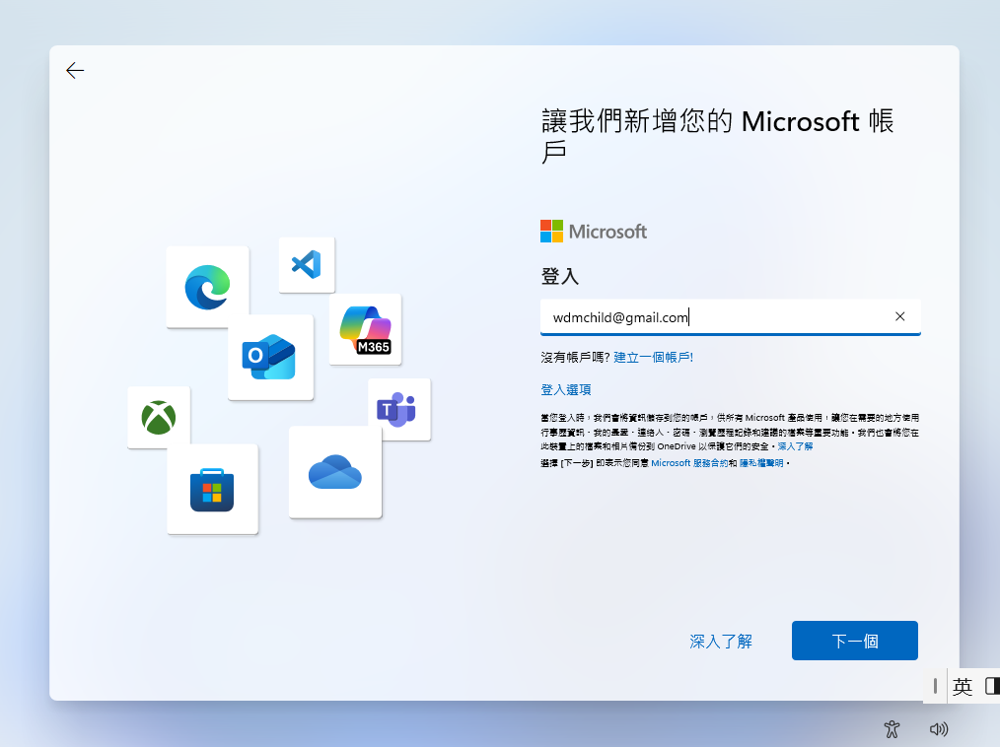 讓我們新增您的 Microsoft 帳
戶
Microsoft
登入
wdmchild@gmail.com
沒有帳戶嗎? 建立一個帳戶!
登入選項
當您登入時，我們會將資訊儲存到您的帳戶，供所有 Microsoft 產品使用，讓您在需要的地方使用
行事曆資訊、我的最愛、連絡人、密碼、瀏覽歷程記錄和建議的檔案等重要功能。我們也會將您在
此裝置上的檔案和相片備份到 OneDrive 以保護它們的安全。深入了解
選擇 [下一步] 即表示您同意 Microsoft 服務合約和 隱私權聲明。
M365
O
T
深入了解
下一個
英